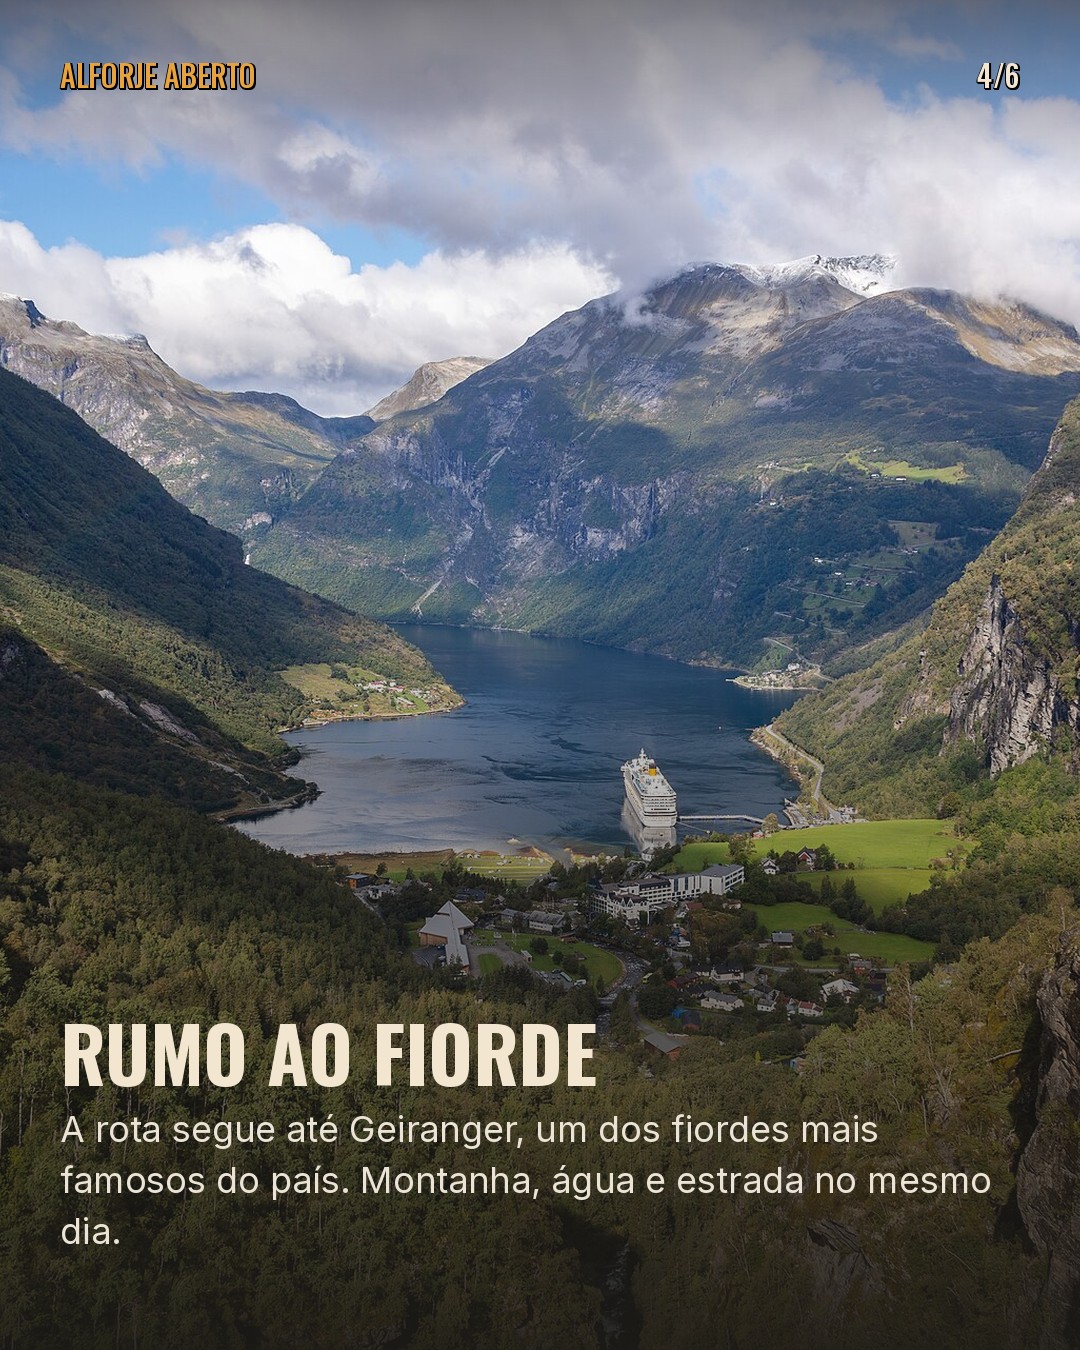 ALFORJE ABERTO
4/6
RUMO AO FIORDE
A rota segue até Geiranger, um dos fiordes mais
famosos do país. Montanha, água e estrada no mesmo
dia.